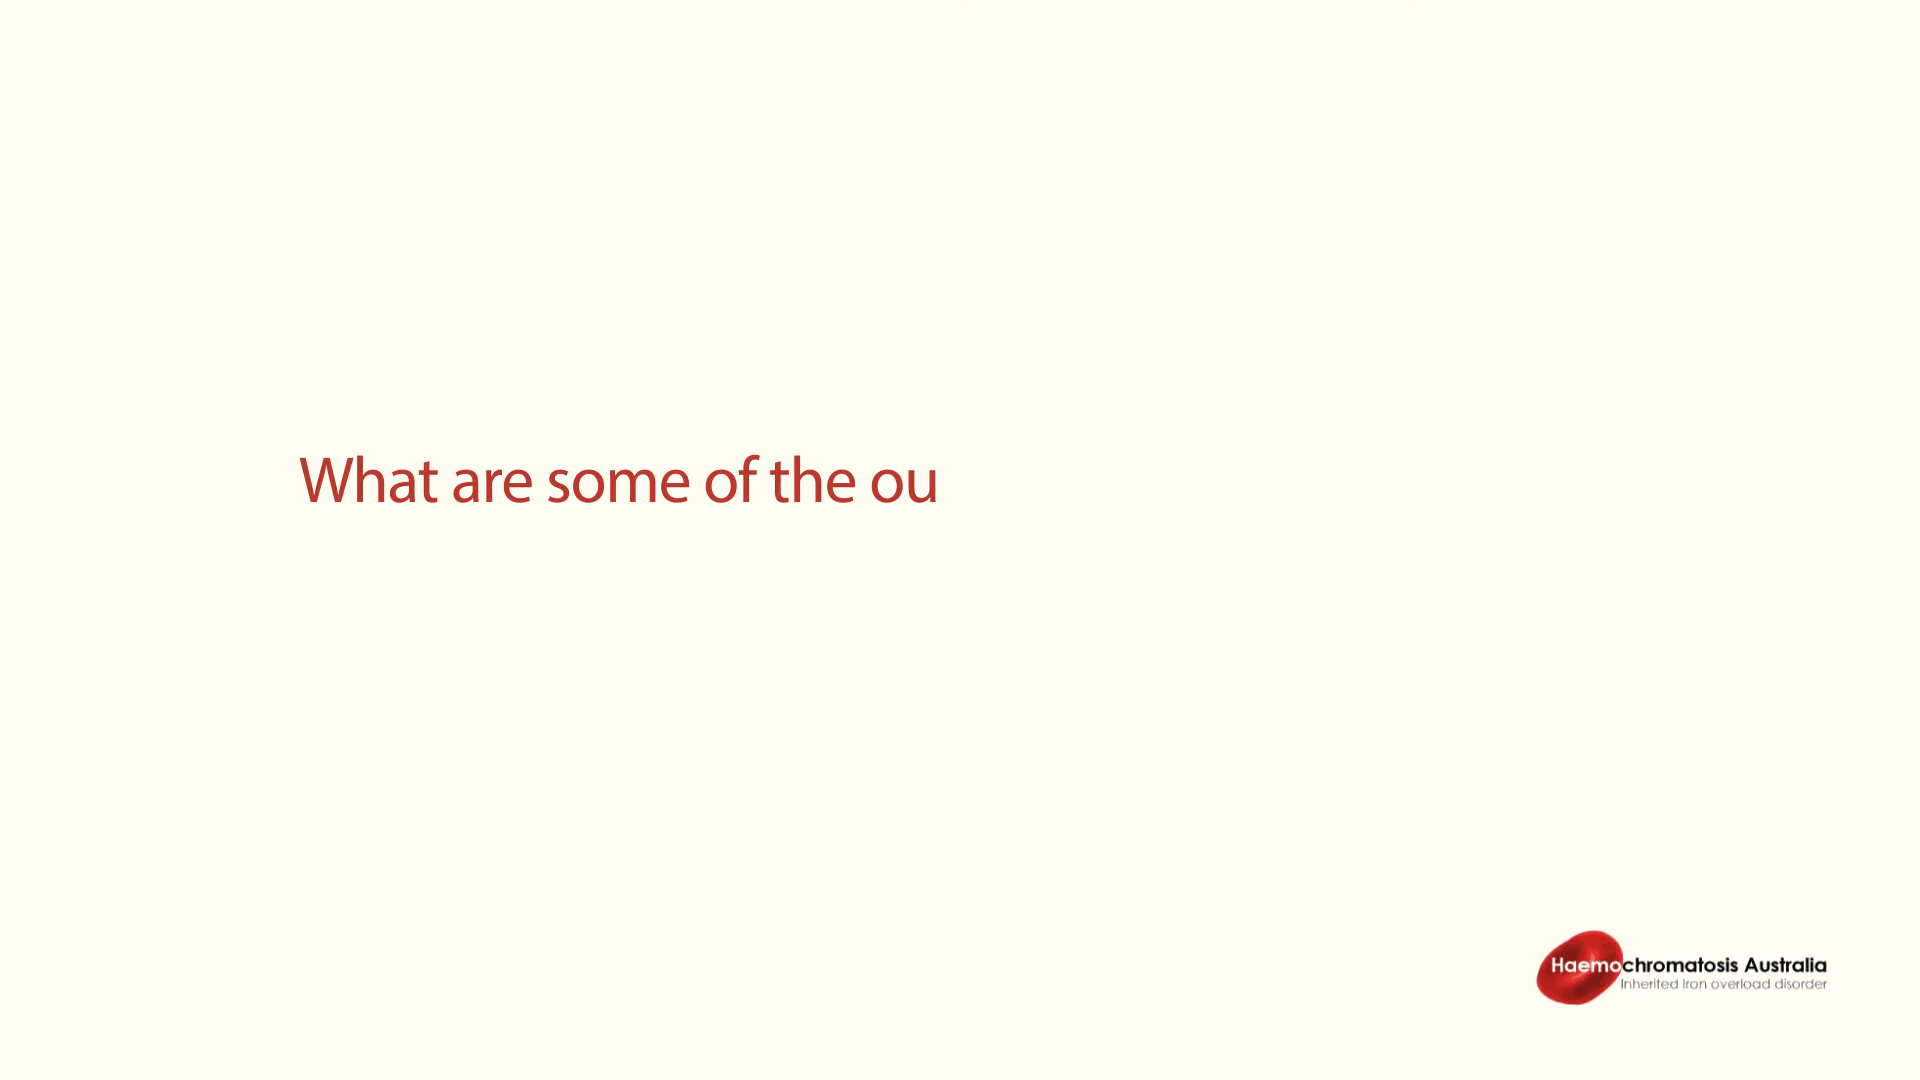 What are some of the ou
Haemochromatosis Australia
Inherited Iron overload disorder